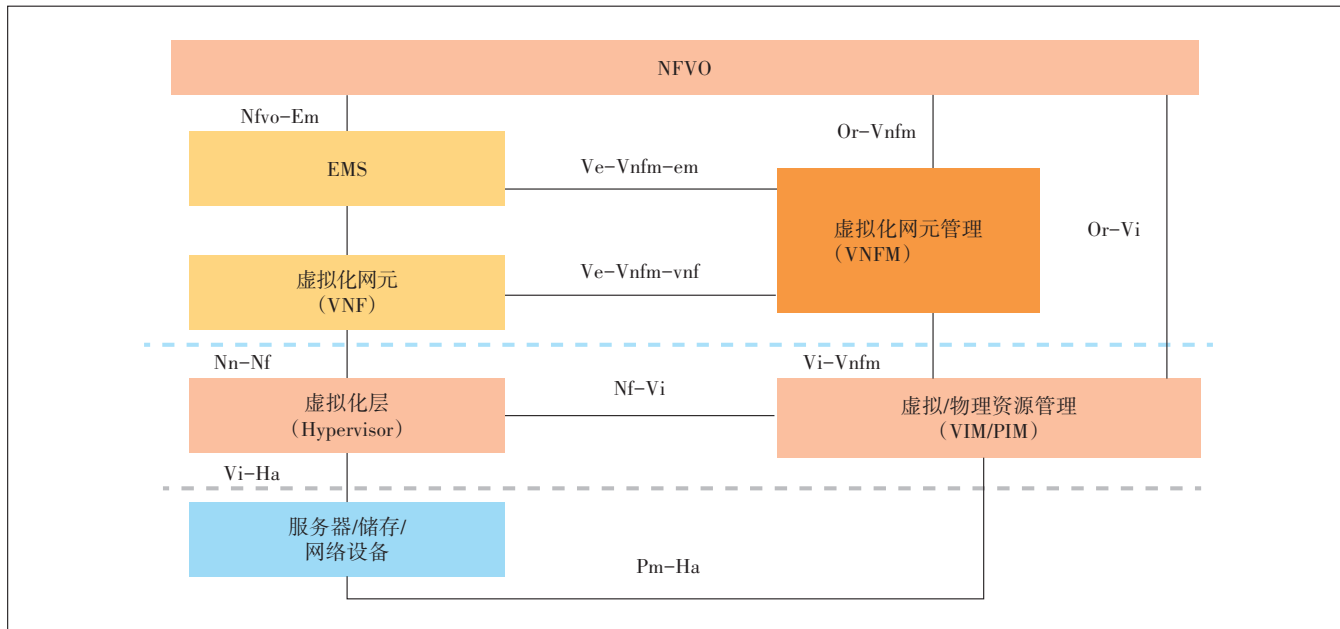 NFVO
Nfvo-Em
Or-Vnfm
EMS
Ve-Vnfm-em
虚拟化网元管理
（VNFM）
Or-Vi
虚拟化网元
（VNF）
Ve-Vnfm-vnf
Nn-Nf
Vi-Vnfm
虚拟化层
（Hypervisor）
Nf-Vi
虚拟/物理资源管理
（VIM/PIM）
Vi-Ha
服务器/储存/
网络设备
Pm-Ha